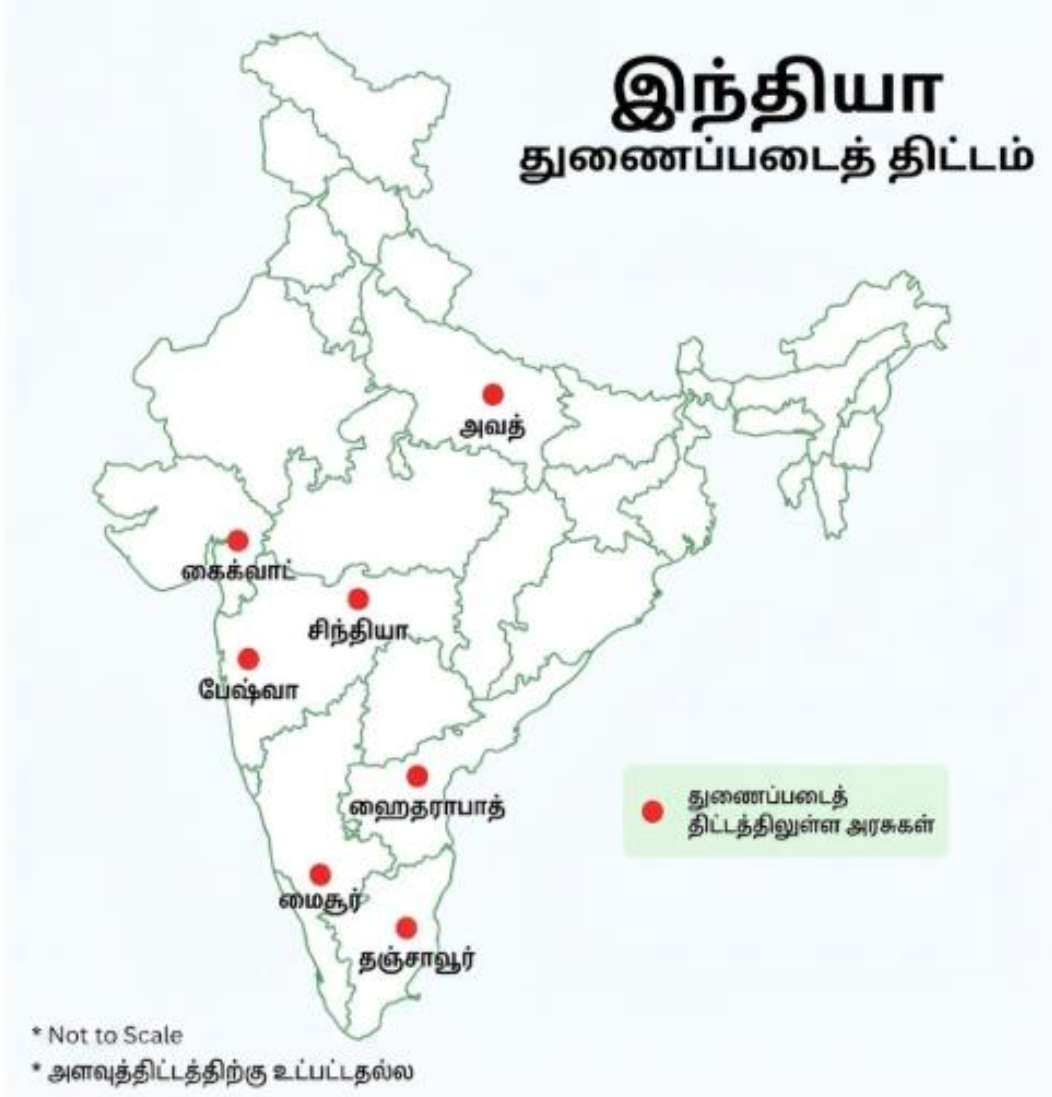 இந்தியா
துணைப்படைத் திட்டம்
அவத்
கைக்வாட்
சிந்தியா
பேஷ்வா
ஹைதராபாத்
துணைப்படைத்
திட்டத்திலுள்ள அரசுகள்
மைசூர்
தஞ்சாவூர்
* Not to Scale
* அளவுத்திட்டத்திற்கு உட்பட்டதல்ல